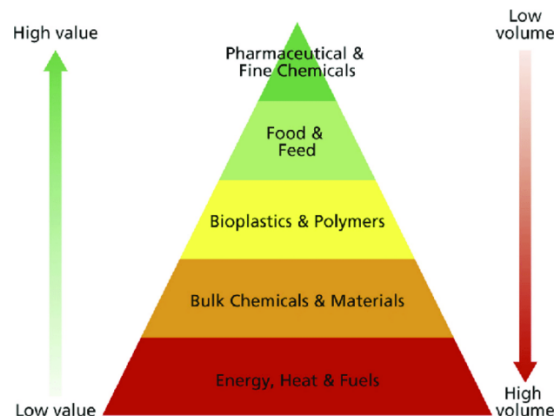 High value
Low
volume
Pharmaceutical &
Fine Chemicals
Food &
Feed
Bioplastics & Polymers
Bulk Chemicals & Materials
Energy, Heat & Fuels
Low value
High
volume